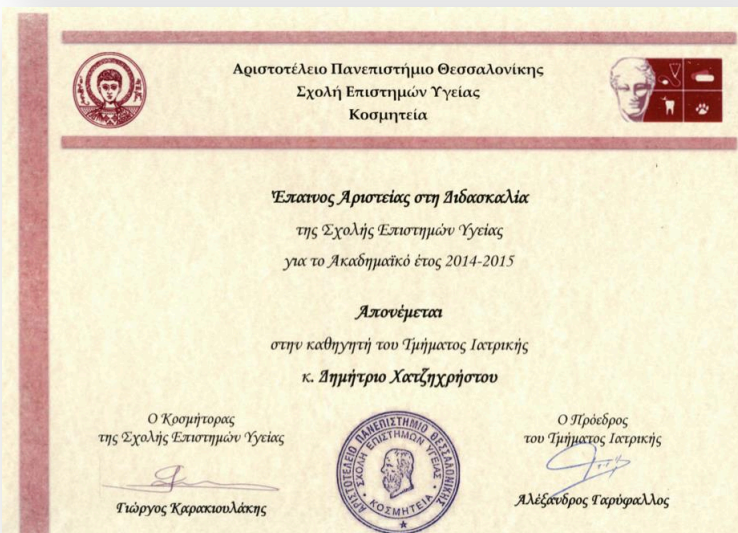 Αριστοτέλειο Πανεπιστήμιο Θεσσαλονίκης
Σχολή Επιστημών Υγείας
Κοσμητεία
Έπαινος Αριστείας στη Διδασκαλία
της Σχολής Επιστημών Υγείας
για το Ακαδημαϊκό έτος 2014-2015
Απονέμεται
στην καθηγητή του Τμήματος Ιατρικής
κ. Δημήτριο Χατζηχρήστου
Ο Κοσμήτορας
της Σχολής Επιστημών Υγείας
Γιώργος Καρακιουλάκης
ΑΡΙΣΤΟΤΕΛΕΙΟ ΠΑΝΕΠΙΣΤΗΜΙΟ ΘΕΣΣΑΛΟΝΙΚΗΣ
ΣΧΟΛΗ ΕΠΙΣΤΗΜΩΝ ΥΓΕΙΑΣ
ΚΟΣΜΗΤΕΙΑ
Ο Πρόεδρος
του Τμήματος Ιατρικής
Αλέξανδρος Γαρύφαλλος